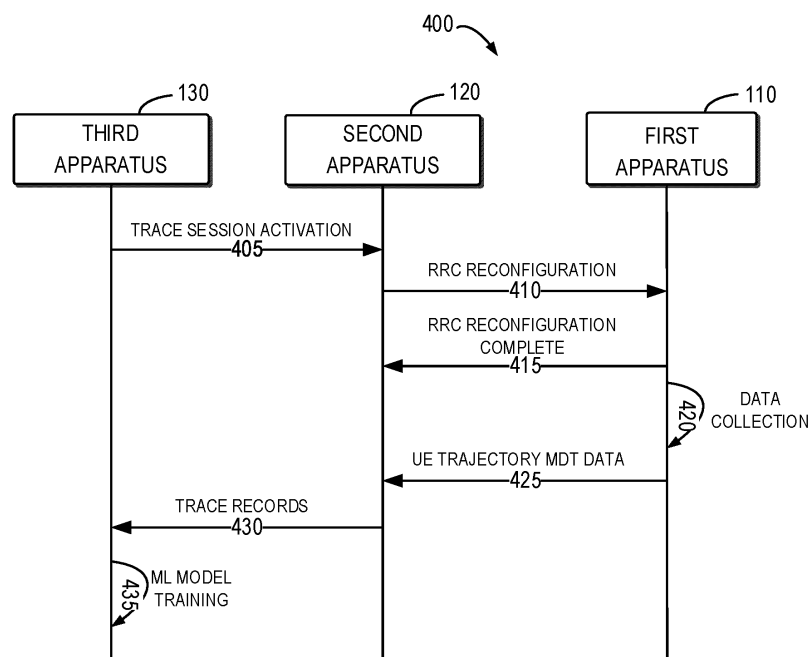 400
130
120
110
THIRD
APPARATUS
SECOND
APPARATUS
FIRST
APPARATUS
TRACE SESSION ACTIVATION
405
RRC RECONFIGURATION
410
RRC RECONFIGURATION
COMPLETE
415
420
DATA
COLLECTION
UE TRAJECTORY MDT DATA
425
TRACE RECORDS
430
435
ML MODEL
TRAINING